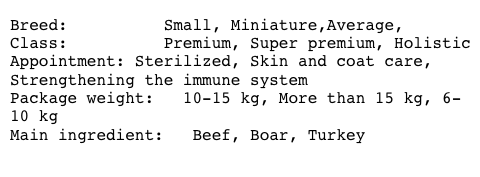 Breed: Small, Miniature,Average,
Class: Premium, Super premium, Holistic
Appointment: Sterilized, Skin and coat care,
Strengthening the immune system
Package weight: 10-15 kg, More than 15 kg, 6-
10 kg
Main ingredient: Beef, Boar, Turkey